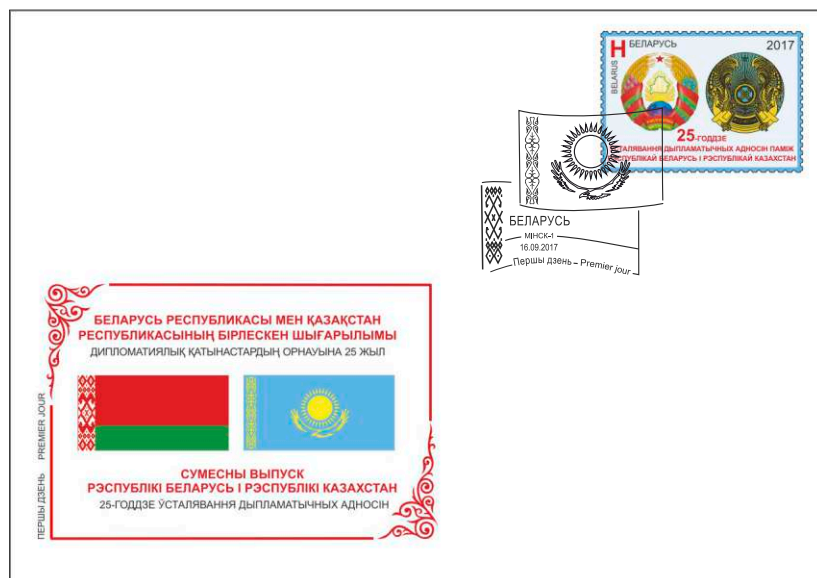 Н БЕЛАРУСЬ 2017
BELARUS
25-ГОДДЗЕ
ЎСТАЛЯВАННЯ ДЫПЛАМАТЫЧНЫХ АДНОСІН ПАМІЖ
РЭСПУБЛІКАЙ БЕЛАРУСЬ І РЭСПУБЛІКАЙ КАЗАХСТАН
БЕЛАРУСЬ
МІНСК-1
16.09.2017
Першы дзень – Premier jour
БЕЛАРУСЬ РЕСПУБЛИКАСЫ МЕН ҚАЗАҚСТАН
РЕСПУБЛИКАСЫНЫҢ БІРЛЕСКЕН ШЫҒАРЫЛЫМЫ
ДИПЛОМАТИЯЛЫҚ ҚАТЫНАСТАРДЫҢ ОРНАУЫНА 25 ЖЫЛ
СУМЕСНЫ ВЫПУСК
РЭСПУБЛІКІ БЕЛАРУСЬ І РЭСПУБЛІКІ КАЗАХСТАН
25-ГОДДЗЕ ЎСТАЛЯВАННЯ ДЫПЛАМАТЫЧНЫХ АДНОСІН
ПЕРШЫ ДЗЕНЬ PREMIER JOUR